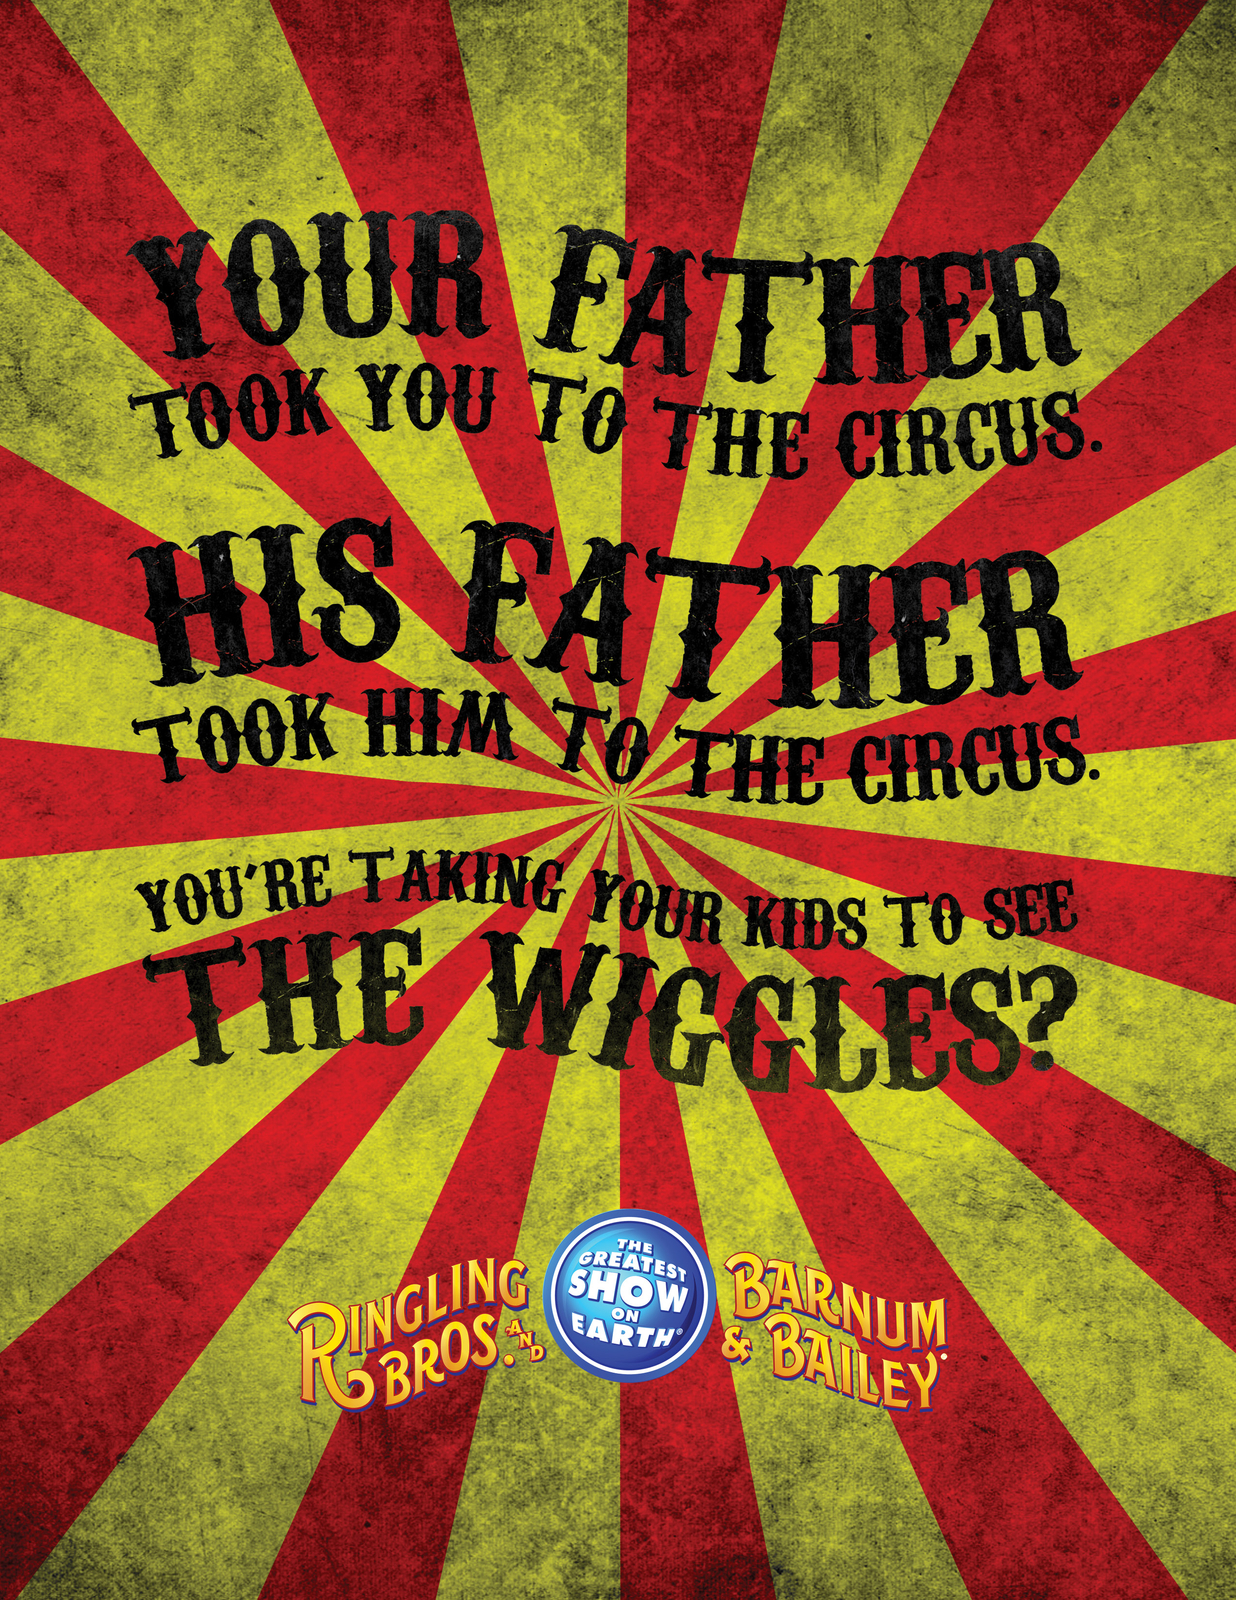 YOUR FATHER
TOOK YOU TO THE CIRCUS.
HIS FATHER
TOOK HIM TO THE CIRCUS.
YOU'RE TAKING YOUR KIDS TO SEE
THE WIGGLES?
RINGLING
BROS. AND
THE
GREATEST
SHOW
ON
EARTH®
BARNUM
& BAILEY